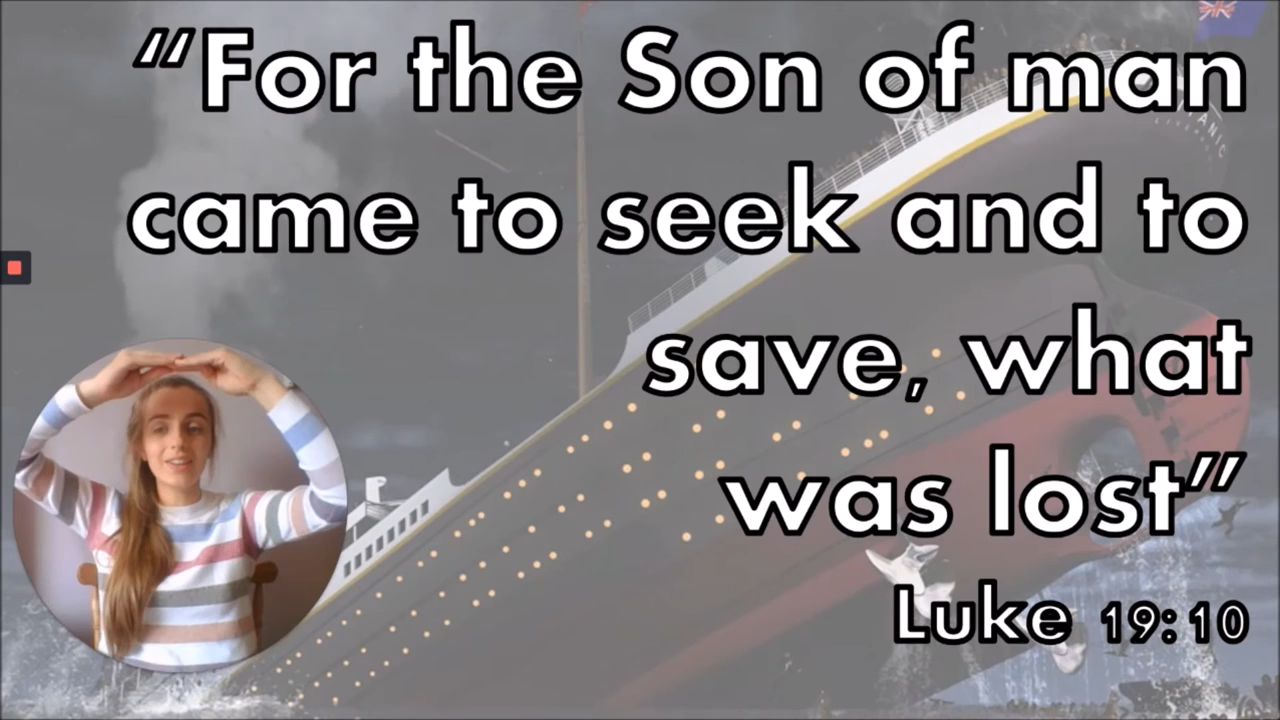 “For the Son of man
came to seek and to
save, what
was lost”
Luke 19:10